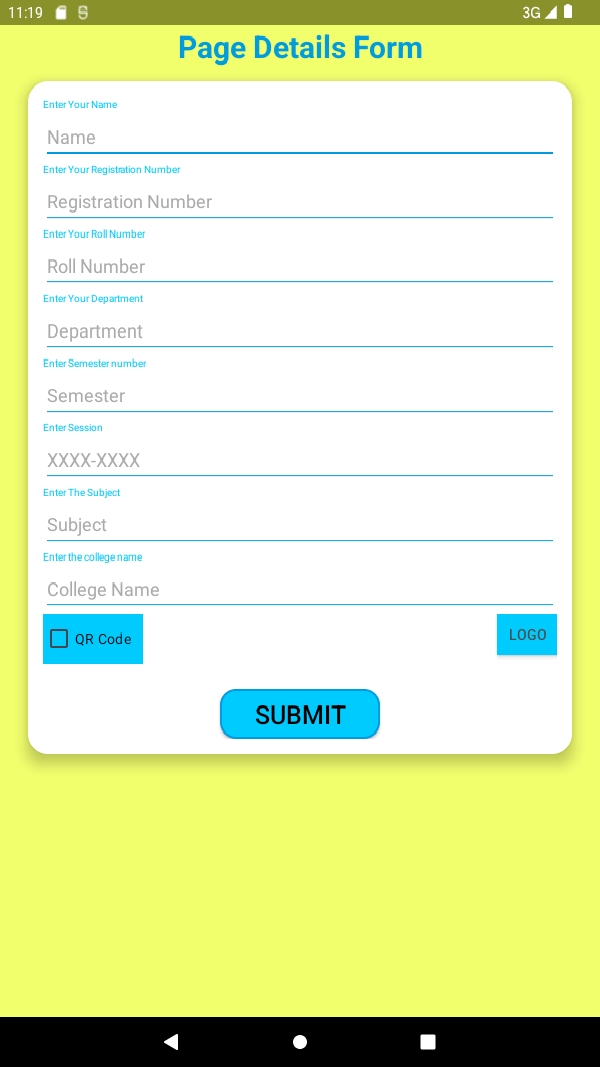 11:19
3G
Page Details Form
Enter Your Name
Name
Enter Your Registration Number
Registration Number
Enter Your Roll Number
Roll Number
Enter Your Department
Department
Enter Semester number
Semester
Enter Session
XXXX-XXXX
Enter The Subject
Subject
Enter the college name
College Name
QR Code
LOGO
SUBMIT